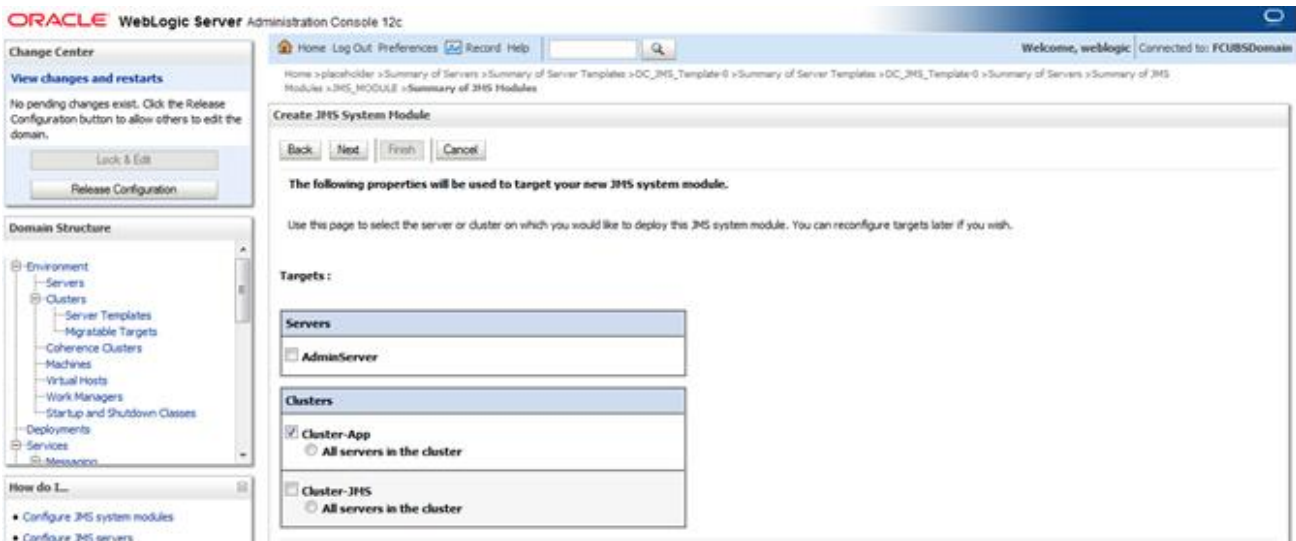 ORACLE WebLogic Server Administration Console 12c
Change Center
View changes and restarts
No pending changes exist. Click the Release
Configuration button to allow others to edit the
domain.
Lock & Edit
Release Configuration
Domain Structure
Environment
Servers
Clusters
Server Templates
Migratable Targets
Coherence Clusters
Machines
Virtual Hosts
Work Managers
Startup and Shutdown Classes
Deployments
Services
Messaging
How do I...
Configure JMS system modules
Configure JMS servers
Home Log Out Preferences Record Help
Welcome, weblogic Connected to: FCUBSDomain
Home >placeholder >Summary of Servers >Summary of Server Templates >DC_JMS_Template-0 >Summary of Server Templates >DC_JMS_Template-0 >Summary of Servers >Summary of JMS
Modules >JMS_MODULE >Summary of JMS Modules
Create JMS System Module
Back Next Finish Cancel
The following properties will be used to target your new JMS system module.
Use this page to select the server or cluster on which you would like to deploy this JMS system module. You can reconfigure targets later if you wish.
Targets :
Servers
AdminServer
Clusters
Cluster-App
All servers in the cluster
Cluster-JMS
All servers in the cluster